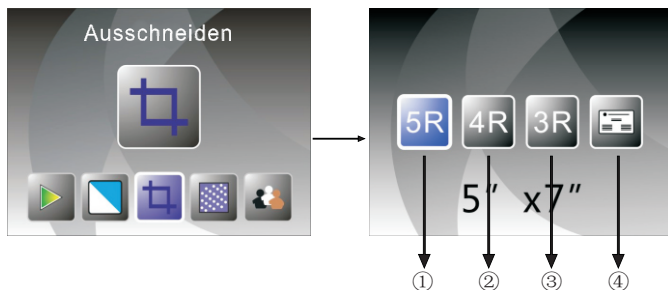 Ausschneiden
5R 4R 3R
5″ x7″
① ② ③ ④